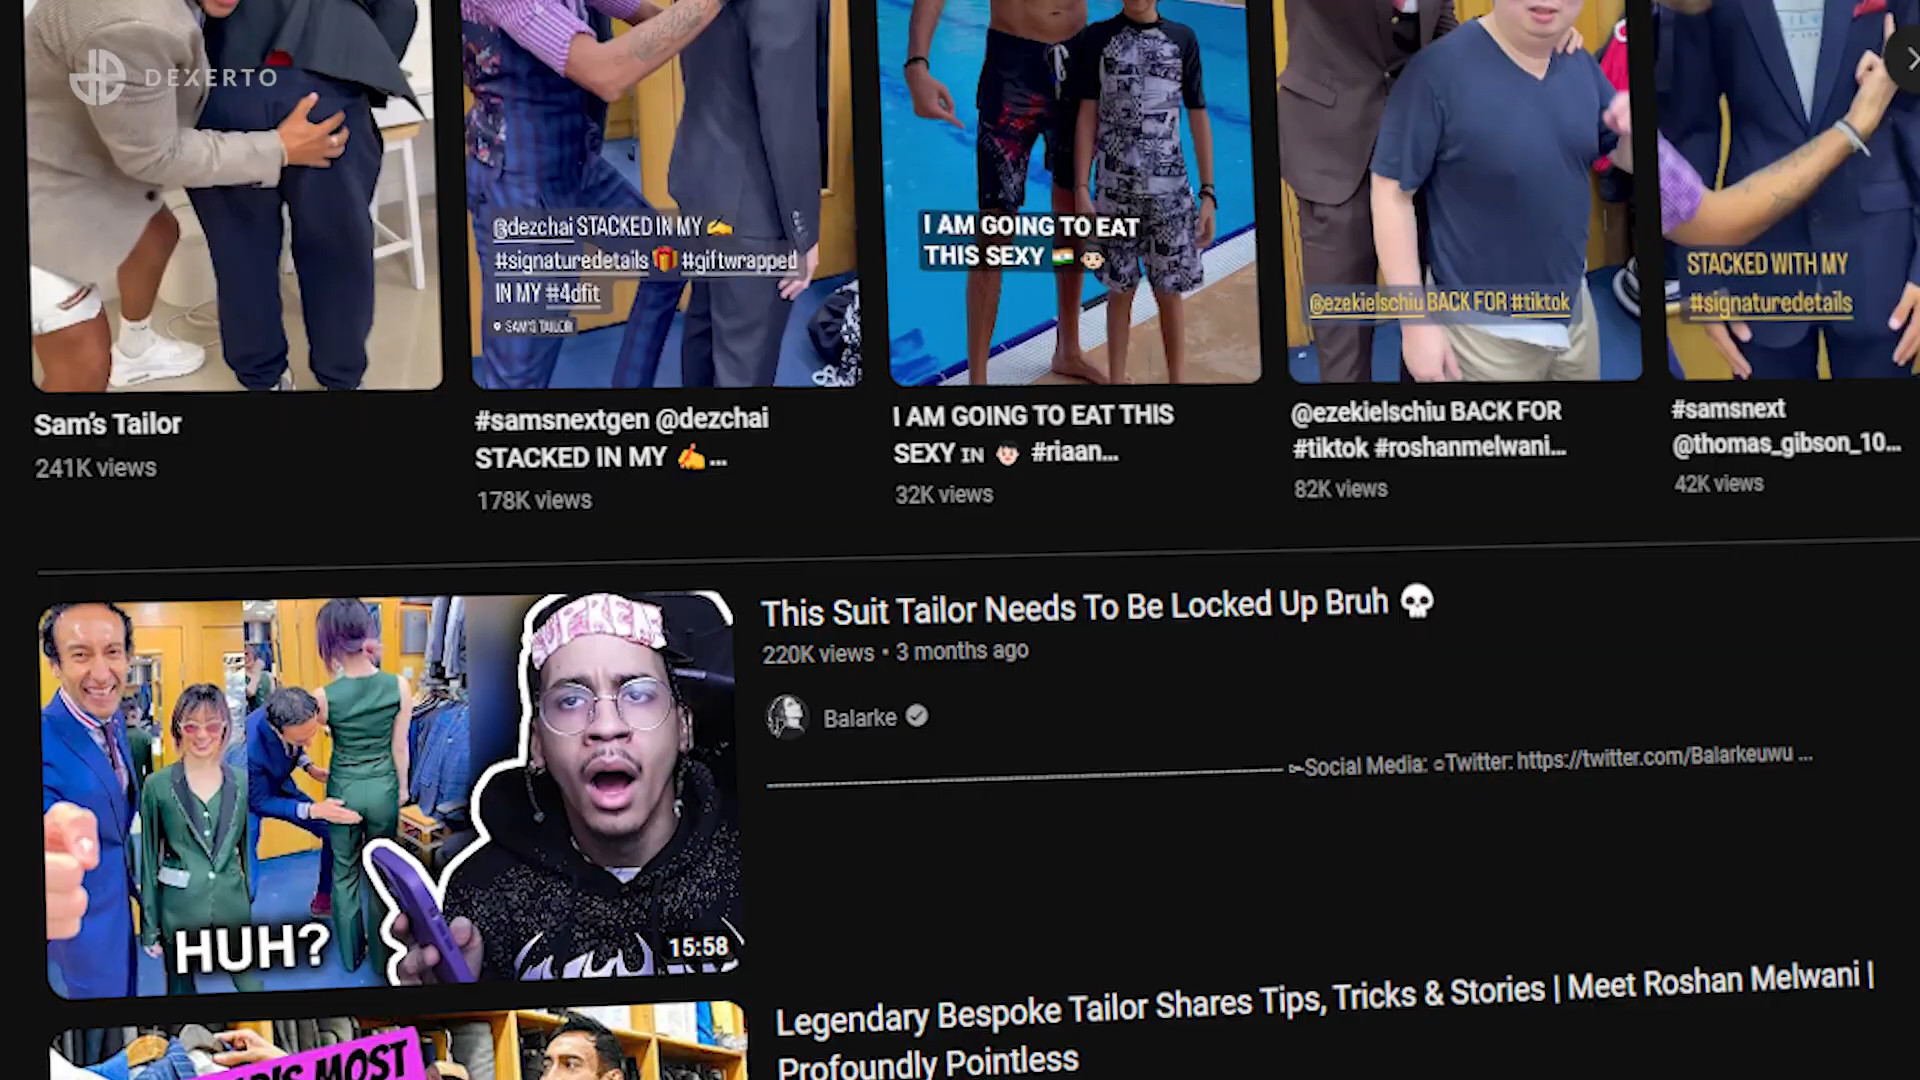 DEXERTO
@dezchai STACKED IN MY ✍️
#signaturedetails 🎁 #giftwrapped
IN MY #4dfit
SAM'S TAILOR
I AM GOING TO EAT
THIS SEXY 🇮🇳 👦🏻
@ezekielschiu BACK FOR #tiktok
STACKED WITH MY
#signaturedetails
Sam's Tailor
241K views
#samsnextgen @dezchai
STACKED IN MY ✍️...
178K views
I AM GOING TO EAT THIS
SEXY IN 👦🏻 #riaan...
32K views
@ezekielschiu BACK FOR
#tiktok #roshanmelwani...
82K views
#samsnext
@thomas_gibson_10...
42K views
SUPREME
HUH?
15:58
This Suit Tailor Needs To Be Locked Up Bruh 💀
220K views • 3 months ago
Balarke
⌲Social Media: ○Twitter: https://twitter.com/Balarkeuwu ...
MOST
Legendary Bespoke Tailor Shares Tips, Tricks & Stories | Meet Roshan Melwani |
Profoundly Pointless